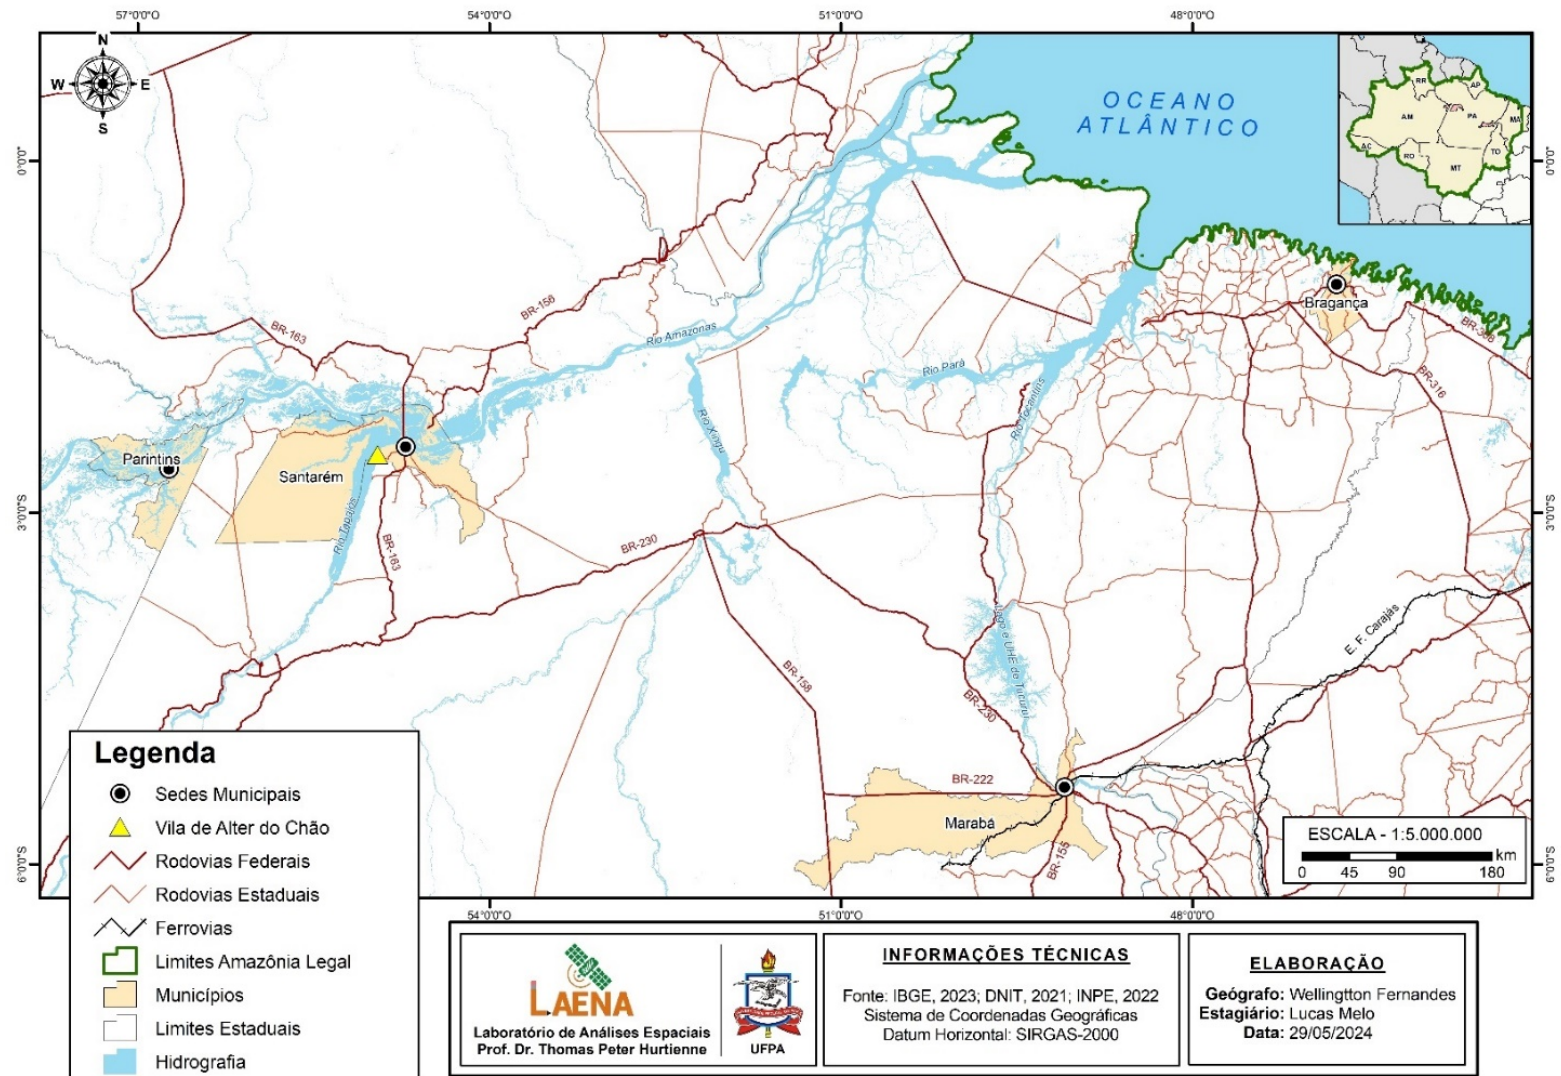 57°0'0"O
54°0'0"O
51°0'0"O
48°0'0"O
N
W
E
S
OCEANO
ATLÂNTICO
RR
AP
AM
PA
MA
AC
RO
TO
MT
0°0'0"
0°0'0"
Bragança
BR-158
BR-163
Rio Amazonas
Rio Pará
BR-316
Rio Xingu
Rio Tocantins
Parintins
Santarém
3°0'0"S
3°0'0"S
Rio Tapajós
BR-163
BR-230
Lago e UHE de Tucuruí
E. F. Carajás
BR-158
BR-230
BR-222
Marabá
BR-155
6°0'0"S
6°0'0"S
ESCALA - 1:5.000.000
km
0 45 90 180
Legenda
Sedes Municipais
Vila de Alter do Chão
Rodovias Federais
Rodovias Estaduais
Ferrovias
Limites Amazônia Legal
Municípios
Limites Estaduais
Hidrografia
54°0'0"O
51°0'0"O
48°0'0"O
LAENA
Laboratório de Análises Espaciais
Prof. Dr. Thomas Peter Hurtienne
UFPA
INFORMAÇÕES TÉCNICAS
Fonte: IBGE, 2023; DNIT, 2021; INPE, 2022
Sistema de Coordenadas Geográficas
Datum Horizontal: SIRGAS-2000
ELABORAÇÃO
Geógrafo: Wellingtton Fernandes
Estagiário: Lucas Melo
Data: 29/05/2024